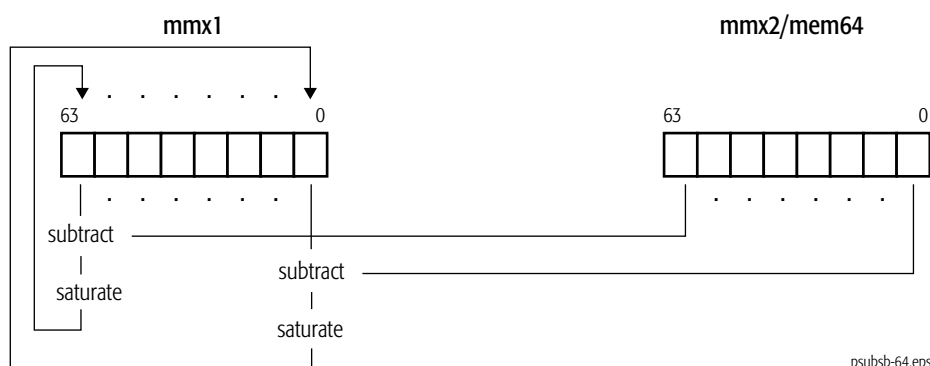 mmx1 mmx2/mem64
. . . . . .
63 0 63 0
. . . . . . . . . . . .
subtract
subtract
saturate
saturate
psubsb-64.eps